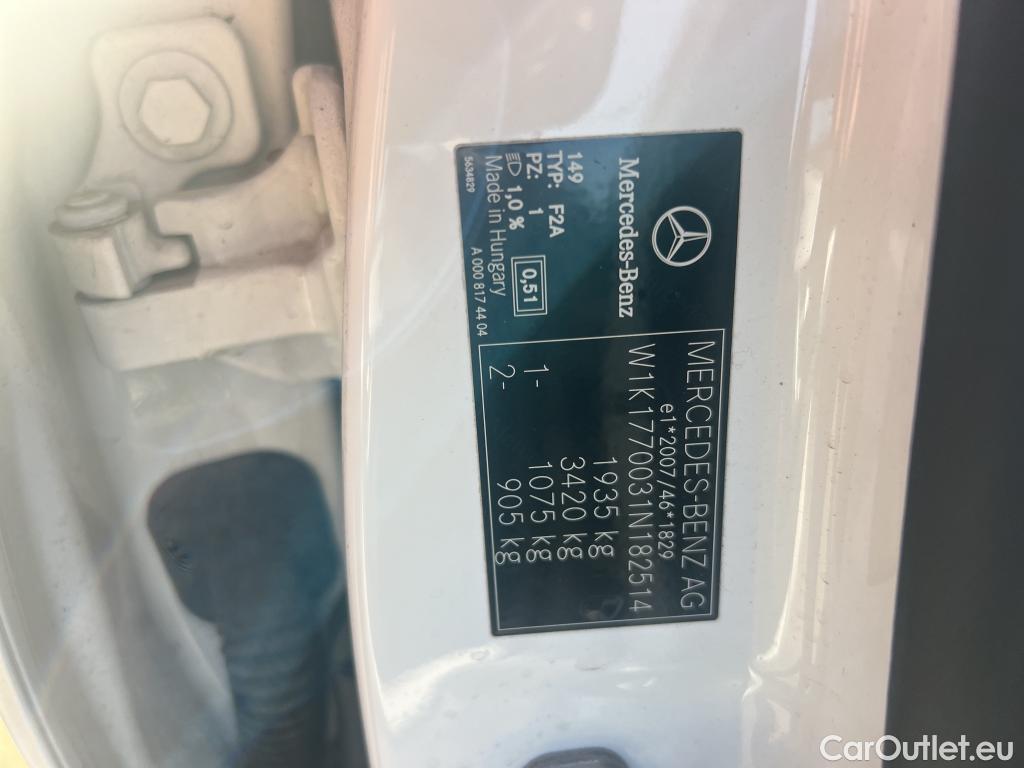 Mercedes-Benz
149
TYP: F2A
PZ: 1
1,0 %
0,51
Made in Hungary
5634829
A 000 817 44 04
MERCEDES-BENZ AG
e1*2007/46*1829
W1K1770031N182514
1935 kg
3420 kg
1- 1075 kg
2- 905 kg
CarOutlet.eu